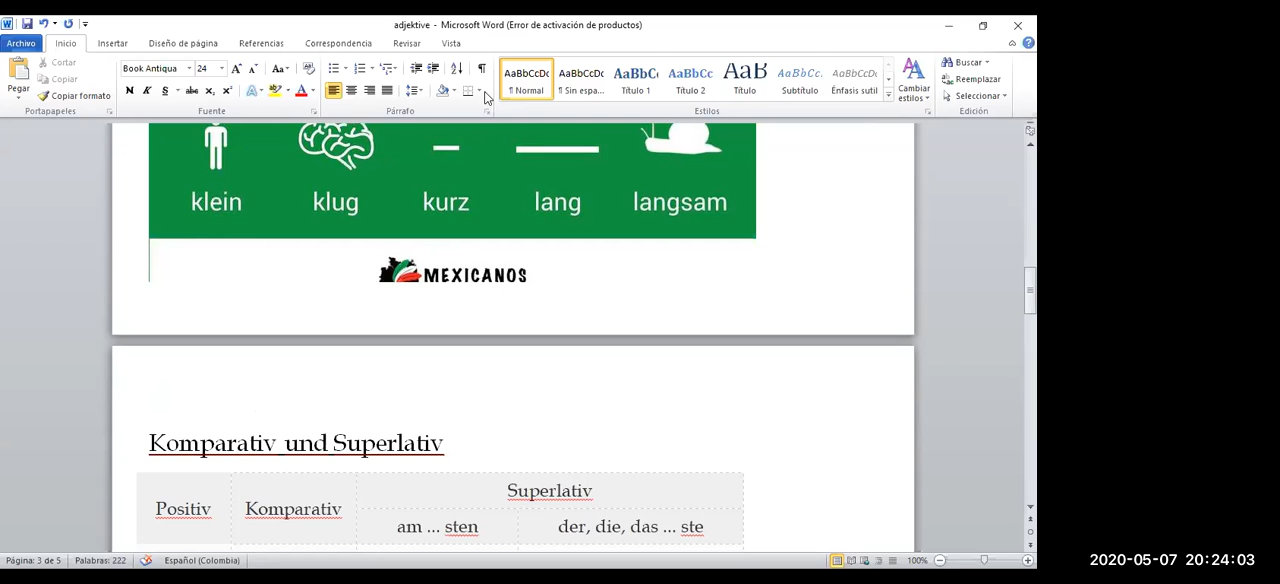 adjektive - Microsoft Word (Error de activación de productos)
Archivo Inicio Insertar Diseño de página Referencias Correspondencia Revisar Vista
Pegar
Cortar
Copiar
Copiar formato
Portapapeles
Book Antiqua 24
Fuente
Párrafo
AaBbCcDc AaBbCcDc AaBbC AaBbCc AaB AaBbCc. AaBbCcDc
¶ Normal ¶ Sin espa... Título 1 Título 2 Título Subtítulo Énfasis sutil
Estilos
Cambiar estilos
Buscar
Reemplazar
Seleccionar
Edición
klein klug kurz lang langsam
MEXICANOS
Komparativ und Superlativ
Positiv Komparativ Superlativ
am ... sten der, die, das ... ste
Página: 3 de 5 Palabras: 222 Español (Colombia) 100%
2020-05-07 20:24:03